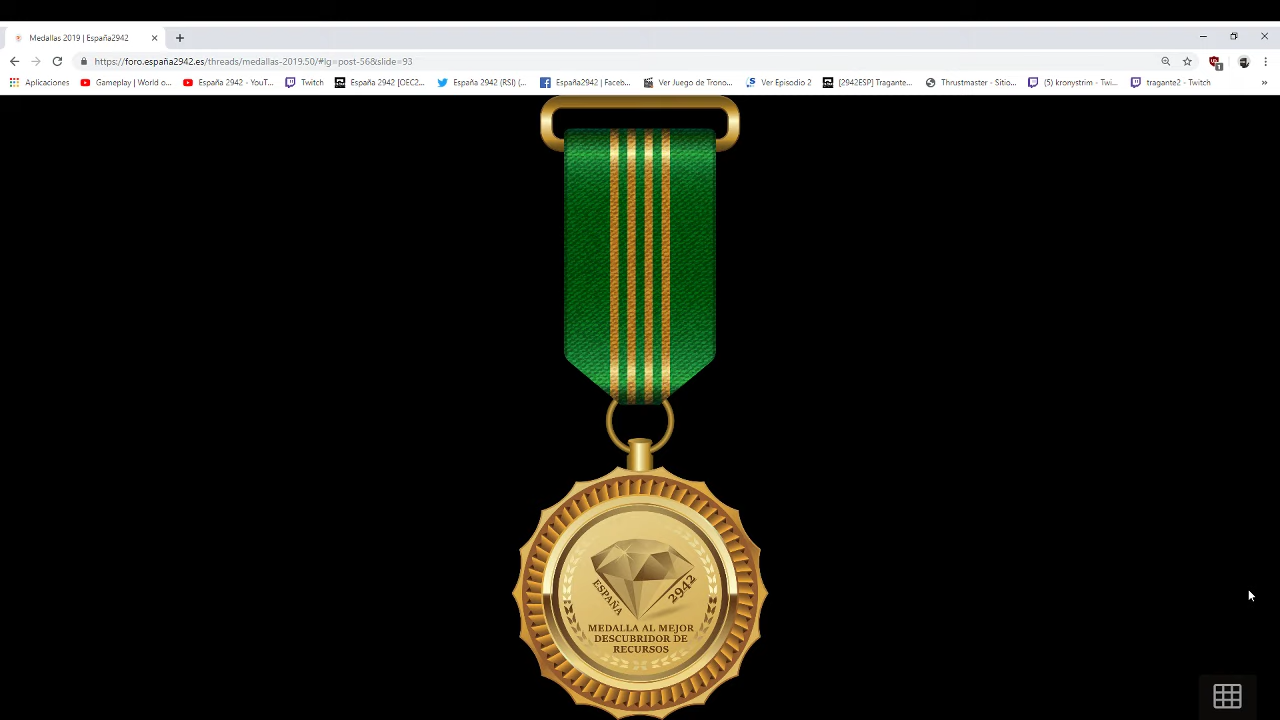 Medallas 2019 | España2942
https://foro.españa2942.es/threads/medallas-2019.50/#lg=post-56&slide=93
Aplicaciones
Gameplay | World o...
España 2942 - YouT...
Twitch
España 2942 [OEC2...
España 2942 (RSI) (...
España2942 | Faceb...
Ver Juego de Trono...
Ver Episodio 2
[2942ESP] Tragante...
Thrustmaster - Sitio...
(5) kronystrim - Twi...
tragante2 - Twitch
»
1
ESPAÑA
2942
MEDALLA AL MEJOR
DESCUBRIDOR DE
RECURSOS